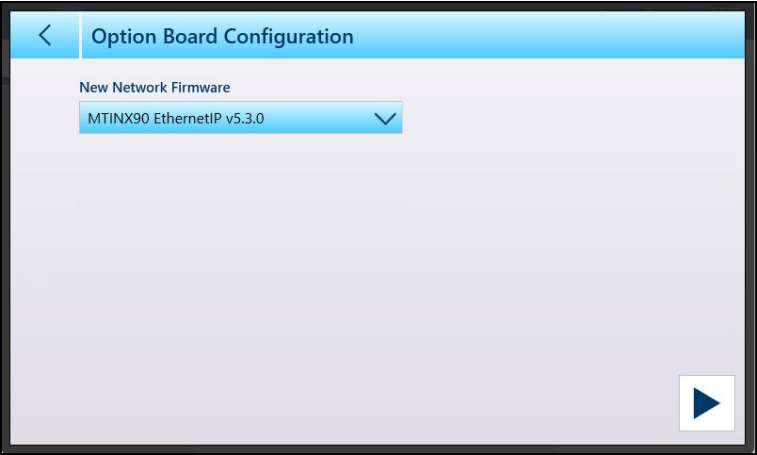 Option Board Configuration
New Network Firmware
MTINX90 EthernetIP v5.3.0